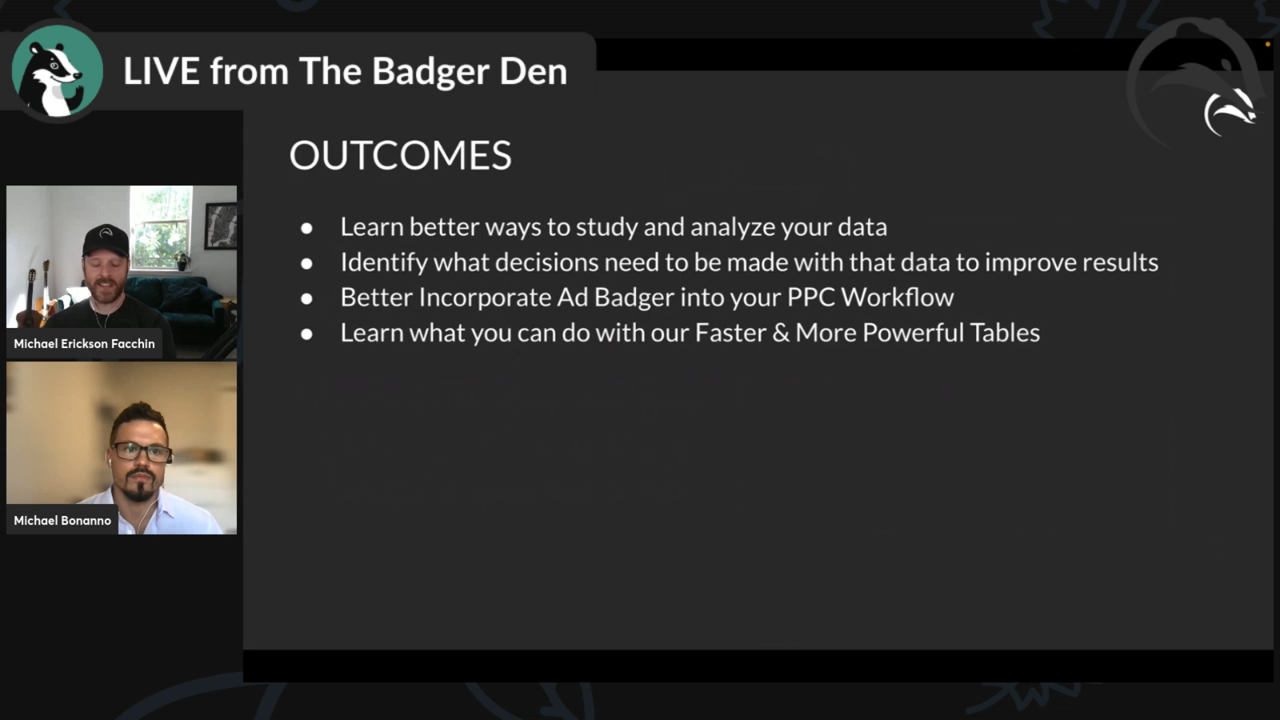 LIVE from The Badger Den
OUTCOMES
● Learn better ways to study and analyze your data
● Identify what decisions need to be made with that data to improve results
● Better Incorporate Ad Badger into your PPC Workflow
● Learn what you can do with our Faster & More Powerful Tables
Michael Erickson Facchin
Michael Bonanno